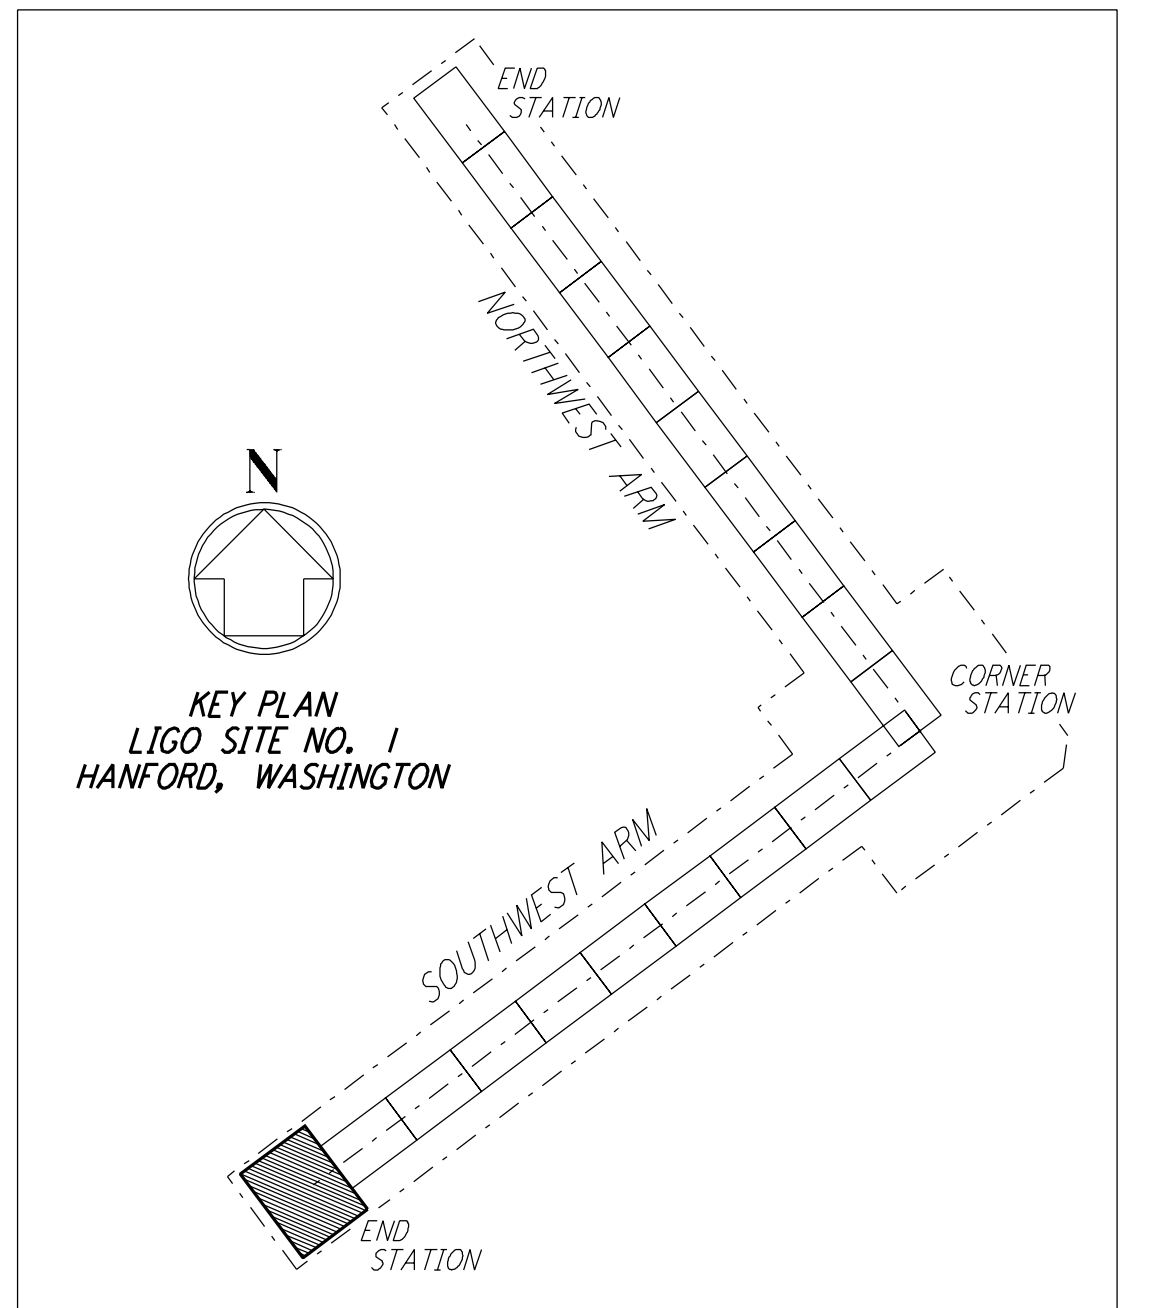 END
STATION
NORTHWEST ARM
N
CORNER
STATION
KEY PLAN
LIGO SITE NO. 1
HANFORD, WASHINGTON
SOUTHWEST ARM
END
STATION